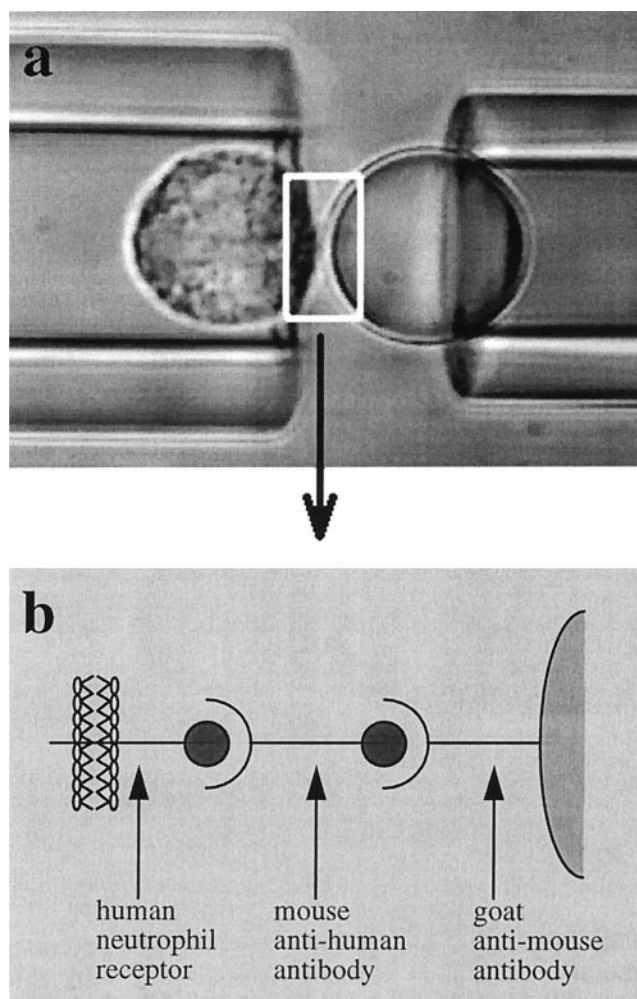 a
b
human
neutrophil
receptor
mouse
anti-human
antibody
goat
anti-mouse
antibody